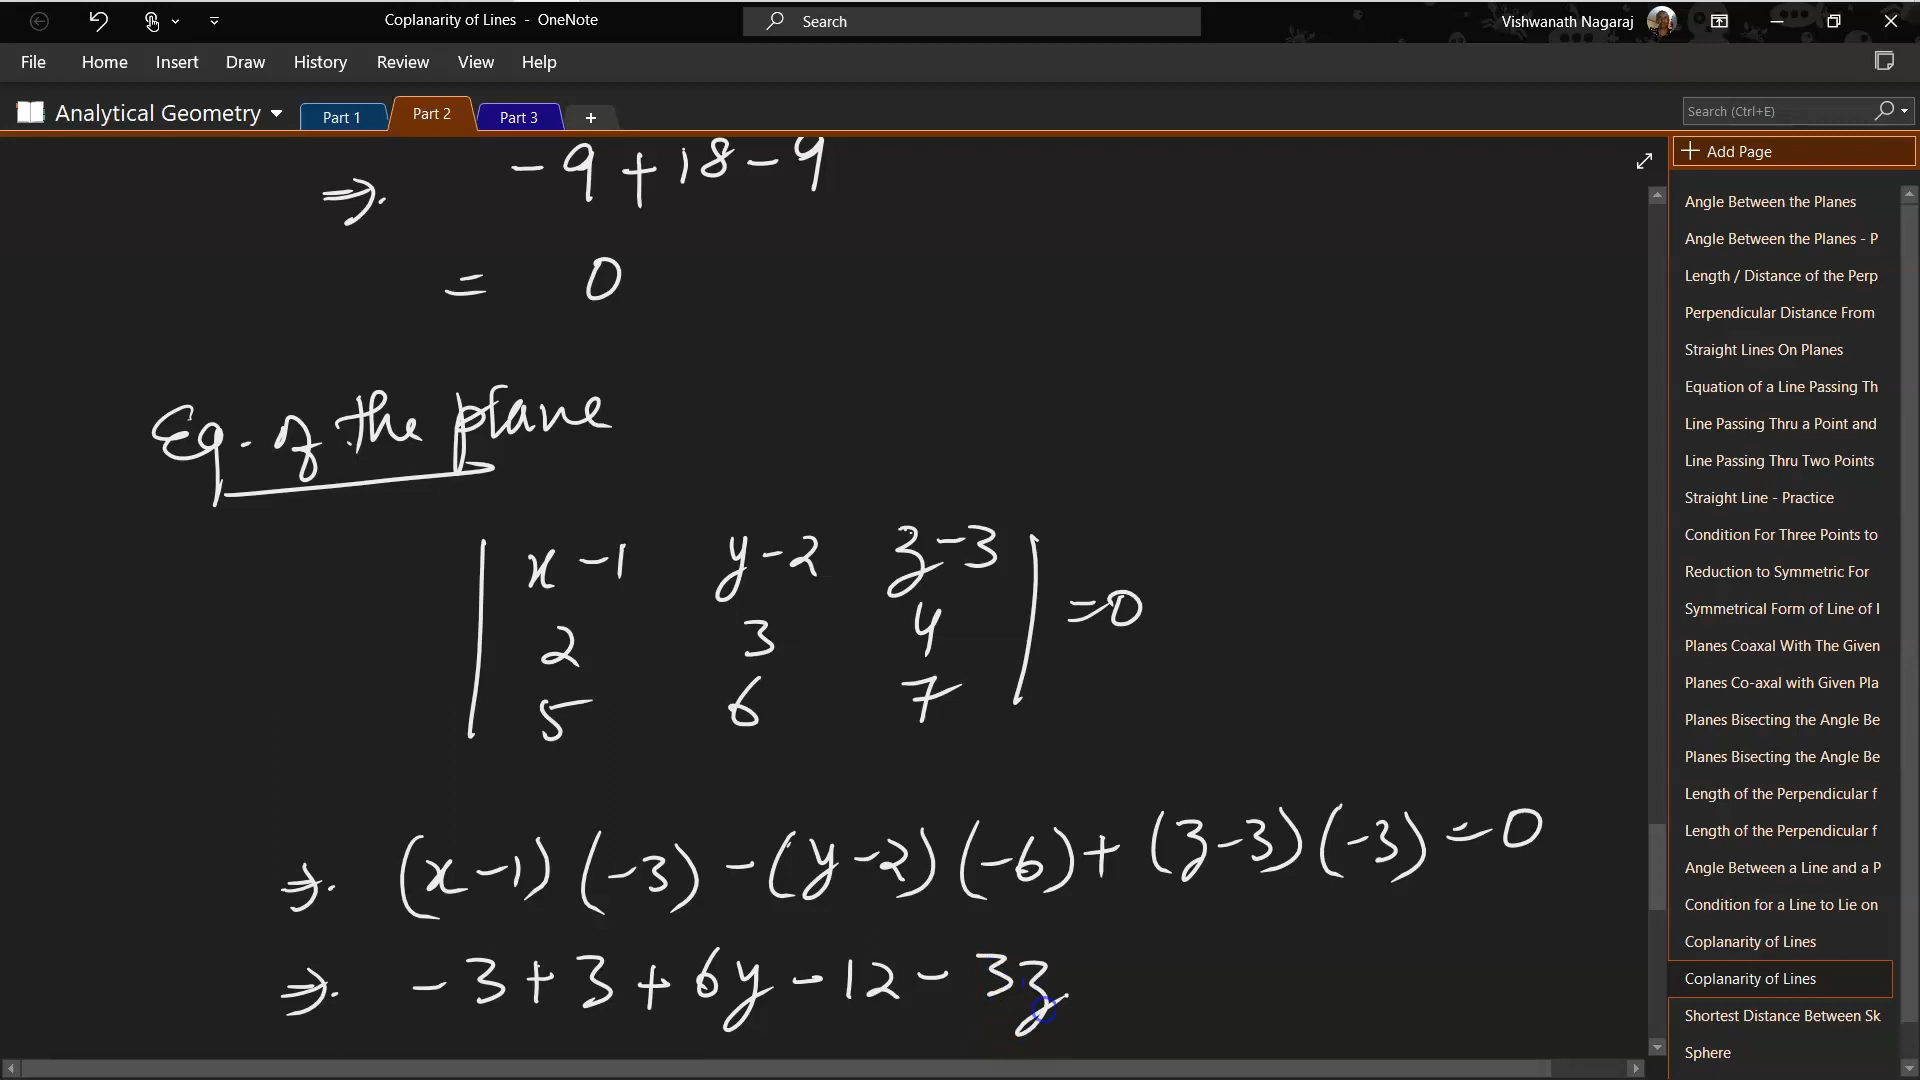 Coplanarity of Lines - OneNote
Search
Vishwanath Nagaraj
File Home Insert Draw History Review View Help
Analytical Geometry
Part 1
Part 2
Part 3
+
Search (Ctrl+E)
⇒. -9+18-9
= 0
Eq. of the plane
| x-1 y-2 z-3 |
| 2 3 4 | =0
| 5 6 7 |
⇒. (x-1)(-3) - (y-2)(-6) + (z-3)(-3) = 0
⇒. -3+3+6y-12-3z
+ Add Page
Angle Between the Planes
Angle Between the Planes - P
Length / Distance of the Perp
Perpendicular Distance From
Straight Lines On Planes
Equation of a Line Passing Th
Line Passing Thru a Point and
Line Passing Thru Two Points
Straight Line - Practice
Condition For Three Points to
Reduction to Symmetric For
Symmetrical Form of Line of I
Planes Coaxal With The Given
Planes Co-axal with Given Pla
Planes Bisecting the Angle Be
Planes Bisecting the Angle Be
Length of the Perpendicular f
Length of the Perpendicular f
Angle Between a Line and a P
Condition for a Line to Lie on
Coplanarity of Lines
Coplanarity of Lines
Shortest Distance Between Sk
Sphere